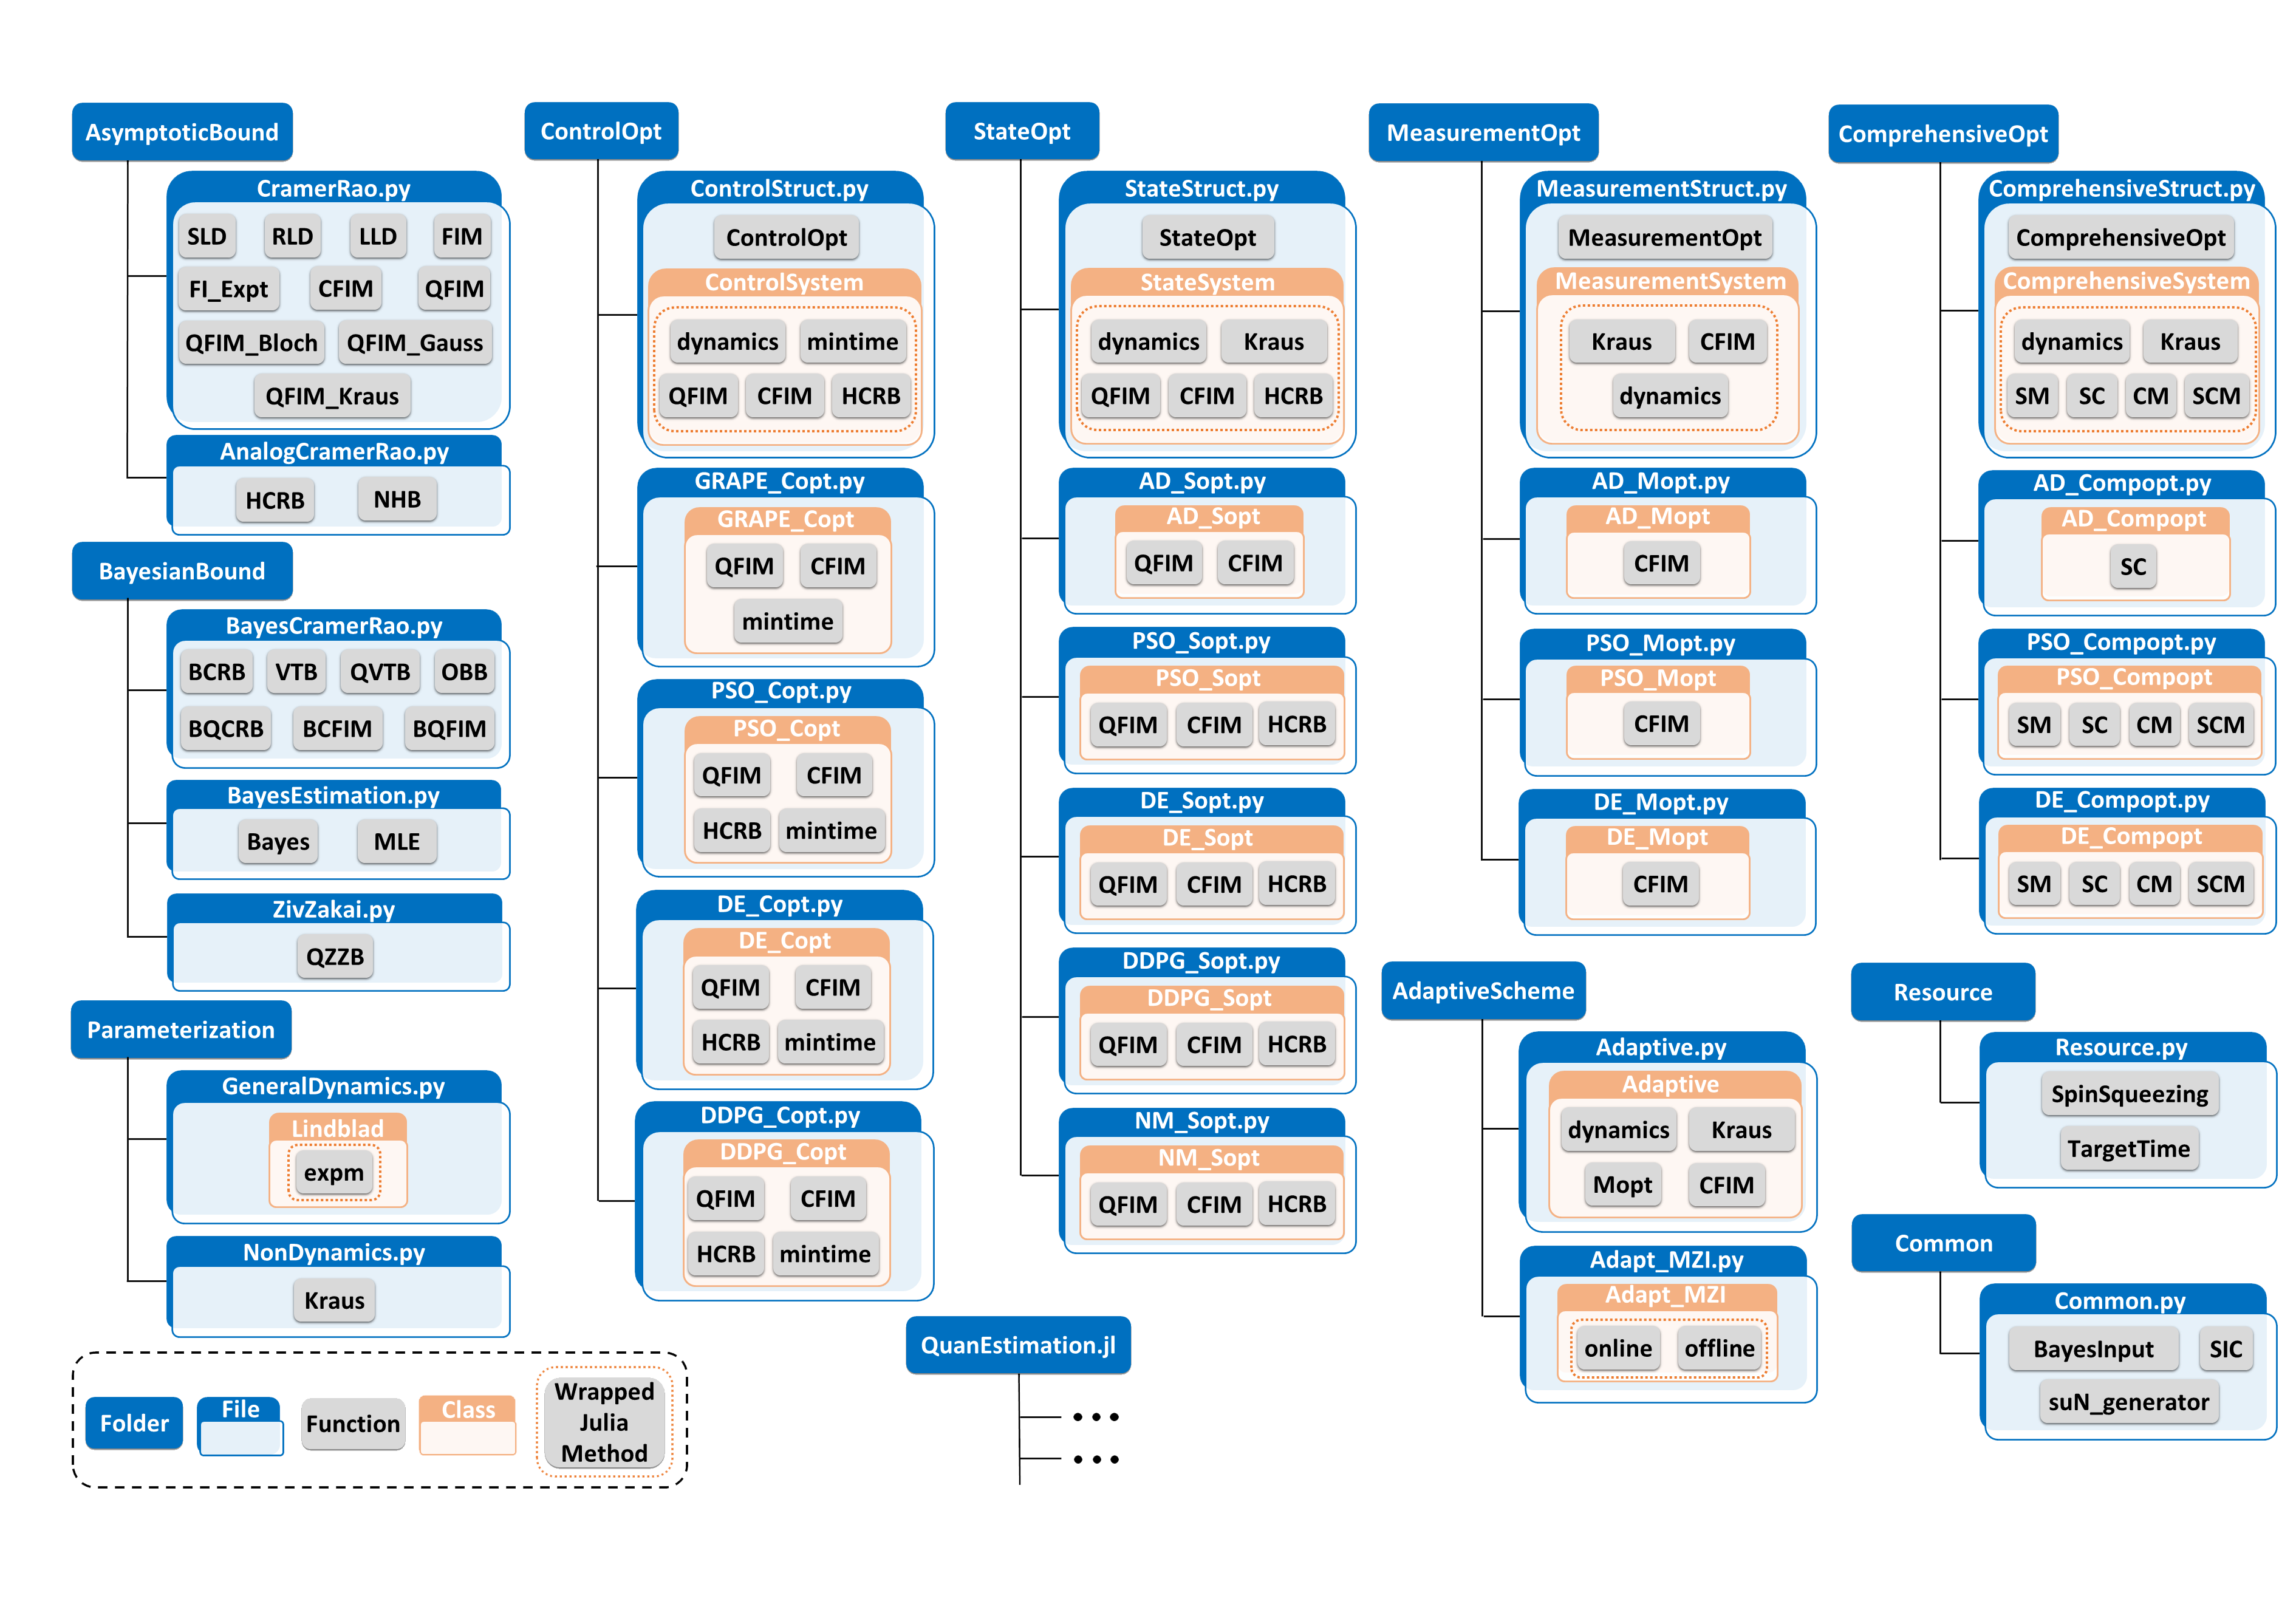 AsymptoticBound
CramerRao.py
SLD RLD LLD FIM
FI_Expt CFIM QFIM
QFIM_Bloch QFIM_Gauss
QFIM_Kraus
AnalogCramerRao.py
HCRB NHB
BayesianBound
BayesCramerRao.py
BCRB VTB QVTB OBB
BQCRB BCFIM BQFIM
BayesEstimation.py
Bayes MLE
ZivZakai.py
QZZB
Parameterization
GeneralDynamics.py
Lindblad
expm
NonDynamics.py
Kraus
ControlOpt
ControlStruct.py
ControlOpt
ControlSystem
dynamics mintime
QFIM CFIM HCRB
GRAPE_Copt.py
GRAPE_Copt
QFIM CFIM
mintime
PSO_Copt.py
PSO_Copt
QFIM CFIM
HCRB mintime
DE_Copt.py
DE_Copt
QFIM CFIM
HCRB mintime
DDPG_Copt.py
DDPG_Copt
QFIM CFIM
HCRB mintime
StateOpt
StateStruct.py
StateOpt
StateSystem
dynamics Kraus
QFIM CFIM HCRB
AD_Sopt.py
AD_Sopt
QFIM CFIM
PSO_Sopt.py
PSO_Sopt
QFIM CFIM HCRB
DE_Sopt.py
DE_Sopt
QFIM CFIM HCRB
DDPG_Sopt.py
DDPG_Sopt
QFIM CFIM HCRB
NM_Sopt.py
NM_Sopt
QFIM CFIM HCRB
MeasurementOpt
MeasurementStruct.py
MeasurementOpt
MeasurementSystem
Kraus CFIM
dynamics
AD_Mopt.py
AD_Mopt
CFIM
PSO_Mopt.py
PSO_Mopt
CFIM
DE_Mopt.py
DE_Mopt
CFIM
AdaptiveScheme
Adaptive.py
Adaptive
dynamics Kraus
Mopt CFIM
Adapt_MZI.py
Adapt_MZI
online offline
ComprehensiveOpt
ComprehensiveStruct.py
ComprehensiveOpt
ComprehensiveSystem
dynamics Kraus
SM SC CM SCM
AD_Compopt.py
AD_Compopt
SC
PSO_Compopt.py
PSO_Compopt
SM SC CM SCM
DE_Compopt.py
DE_Compopt
SM SC CM SCM
Resource
Resource.py
SpinSqueezing
TargetTime
Common
Common.py
BayesInput SIC
suN_generator
QuanEstimation.jl
•••
•••
Folder
File
Function
Class
Wrapped
Julia
Method